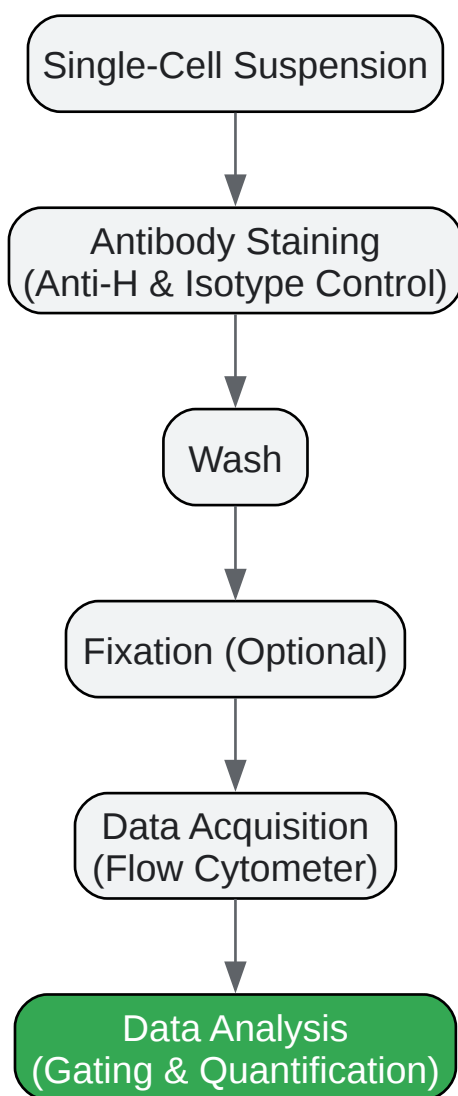 Single-Cell Suspension
Antibody Staining
(Anti-H & Isotype Control)
Wash
Fixation (Optional)
Data Acquisition
(Flow Cytometer)
Data Analysis
(Gating & Quantification)